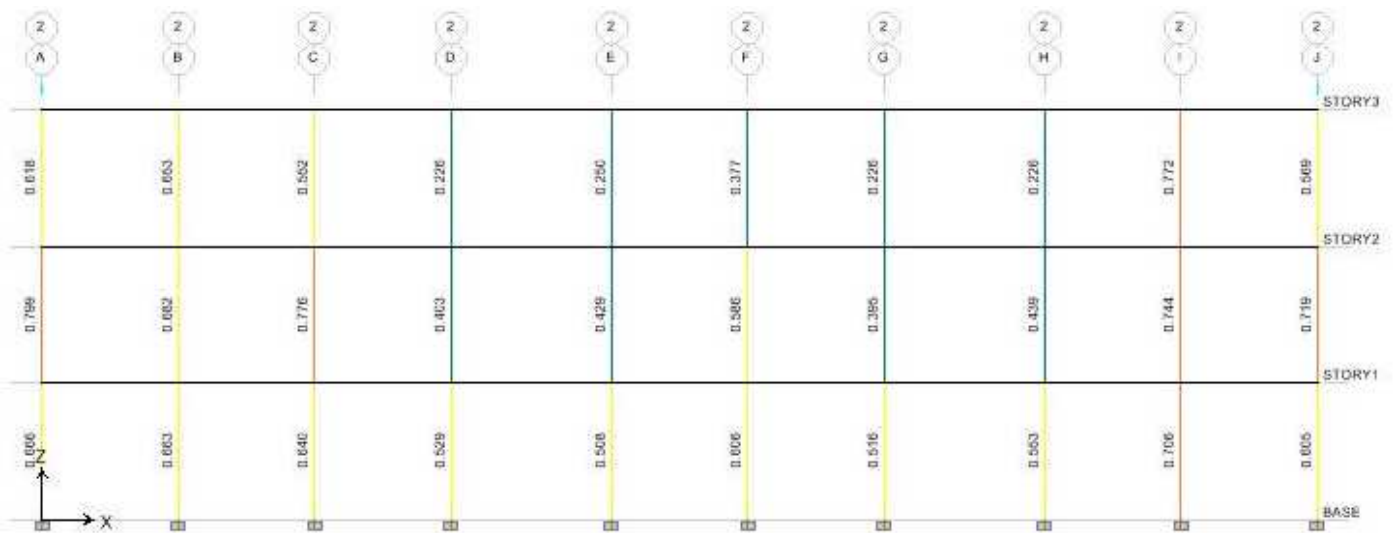 2 2 2 2 2 2 2 2 2 2
A B C D E F G H I J
STORY3
0.618 0.653 0.552 0.226 0.250 0.377 0.226 0.226 0.772 0.569
STORY2
0.799 0.682 0.776 0.403 0.429 0.586 0.395 0.439 0.744 0.719
STORY1
0.666 0.663 0.640 0.529 0.508 0.606 0.516 0.553 0.706 0.605
Z
X
BASE